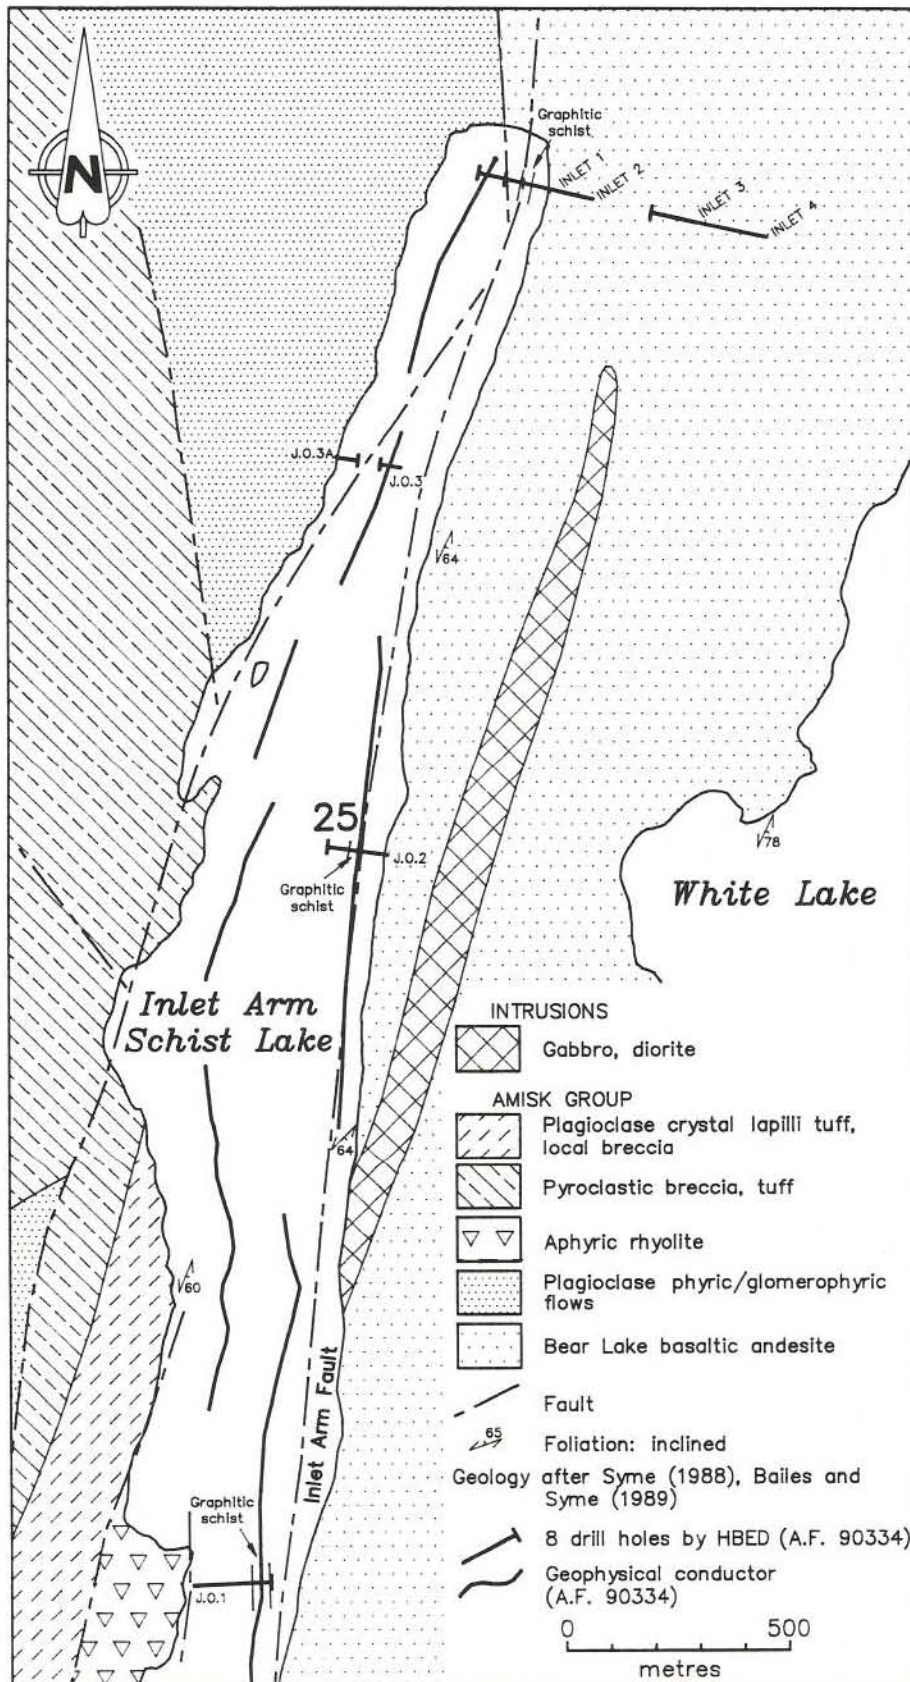 N
Graphitic
schist
INLET 1
INLET 2
INLET 3
INLET 4
J.O.3A
J.O.3
64
25
J.O.2
Graphitic
schist
78
White Lake
Inlet Arm
Schist Lake
64
60
Inlet Arm Fault
Graphitic
schist
J.O.1
INTRUSIONS
Gabbro, diorite
AMISK GROUP
Plagioclase crystal lapilli tuff,
local breccia
Pyroclastic breccia, tuff
Aphyric rhyolite
Plagioclase phyric/glomerophyric
flows
Bear Lake basaltic andesite
Fault
65
Foliation: inclined
Geology after Syme (1988), Bailes and
Syme (1989)
8 drill holes by HBED (A.F. 90334)
Geophysical conductor
(A.F. 90334)
0 500
metres